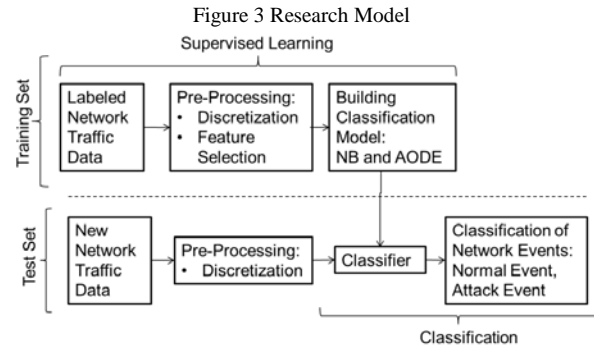 Figure 3 Research Model
Supervised Learning
Training Set
Labeled
Network
Traffic
Data
Pre-Processing:
• Discretization
• Feature
Selection
Building
Classification
Model:
NB and AODE
Test Set
New
Network
Traffic
Data
Pre-Processing:
• Discretization
Classifier
Classification of
Network Events:
Normal Event,
Attack Event
Classification